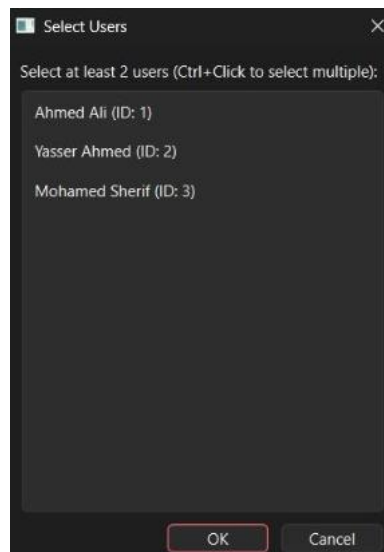 Select Users
Select at least 2 users (Ctrl+Click to select multiple):
Ahmed Ali (ID: 1)
Yasser Ahmed (ID: 2)
Mohamed Sherif (ID: 3)
OK Cancel